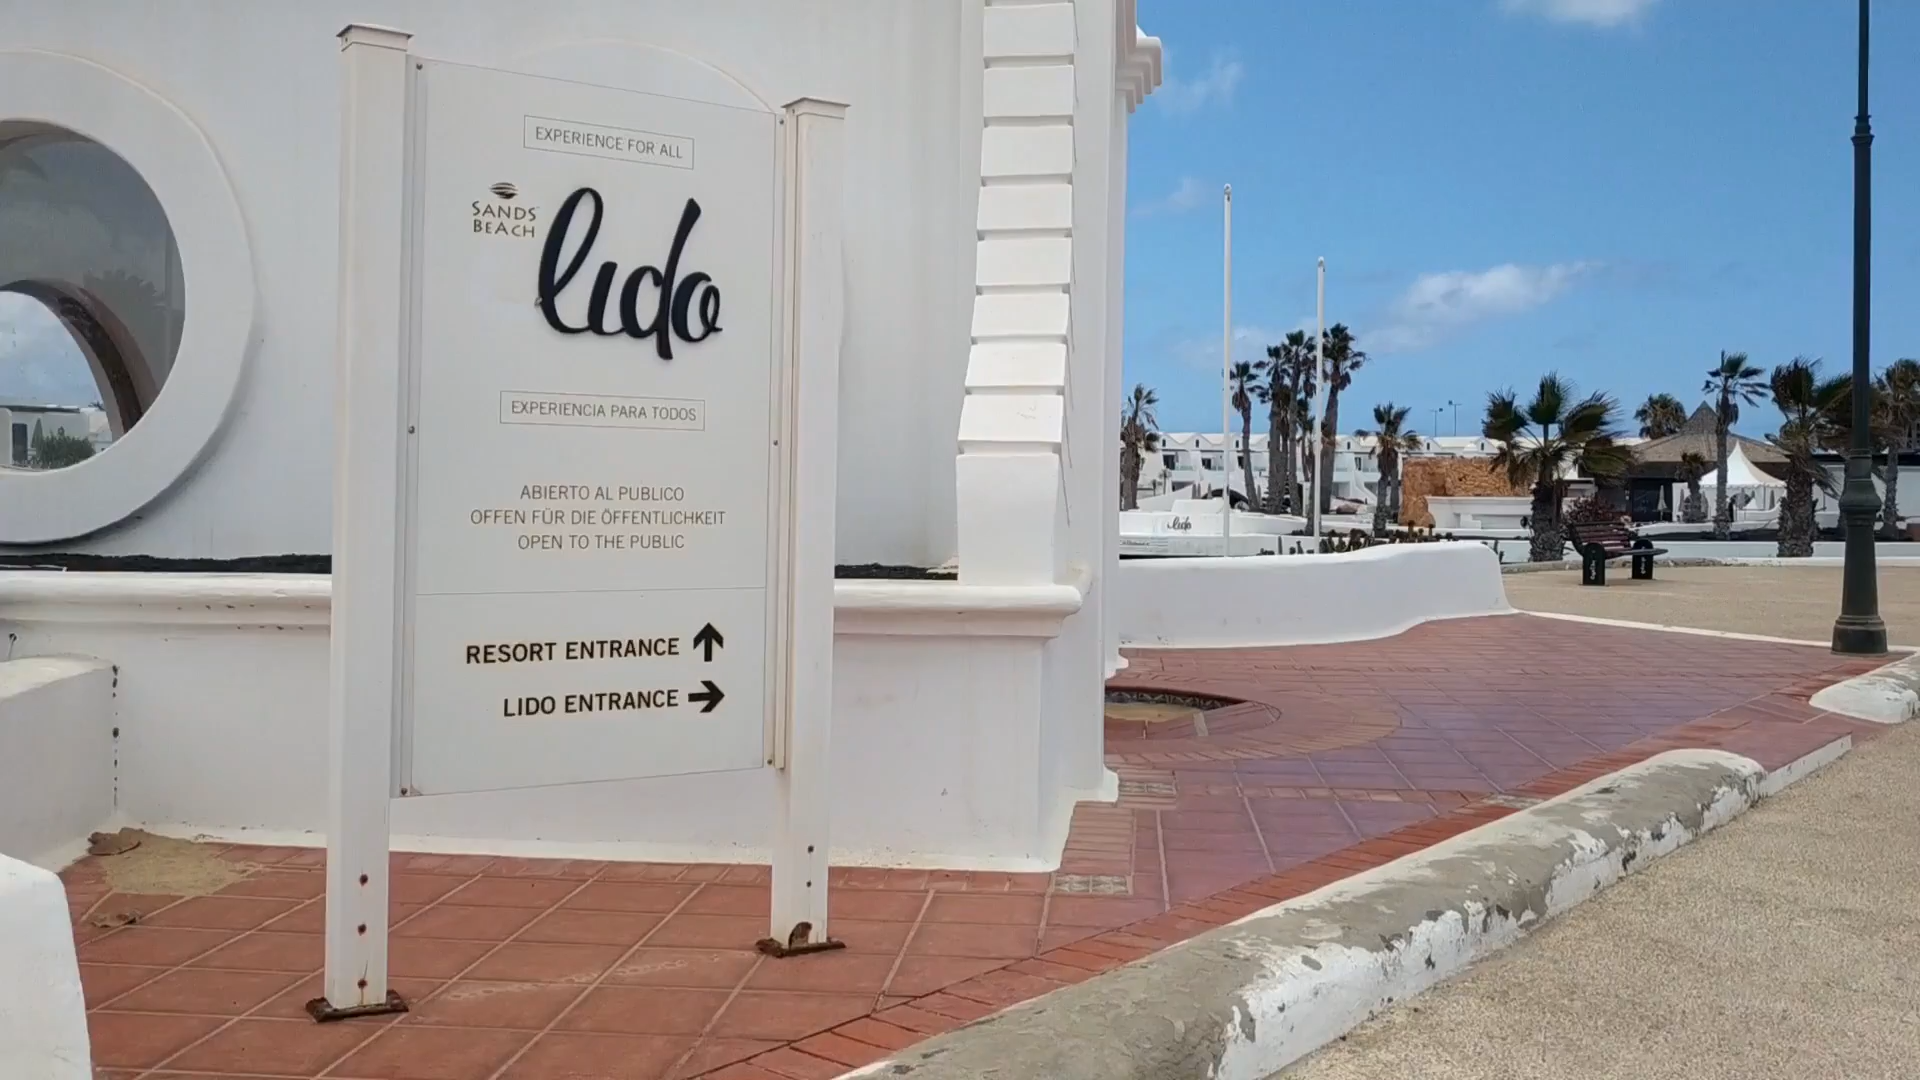 EXPERIENCE FOR ALL
SANDS
BEACH
lido
EXPERIENCIA PARA TODOS
ABIERTO AL PUBLICO
OFFEN FÜR DIE ÖFFENTLICHKEIT
OPEN TO THE PUBLIC
RESORT ENTRANCE
LIDO ENTRANCE
lido